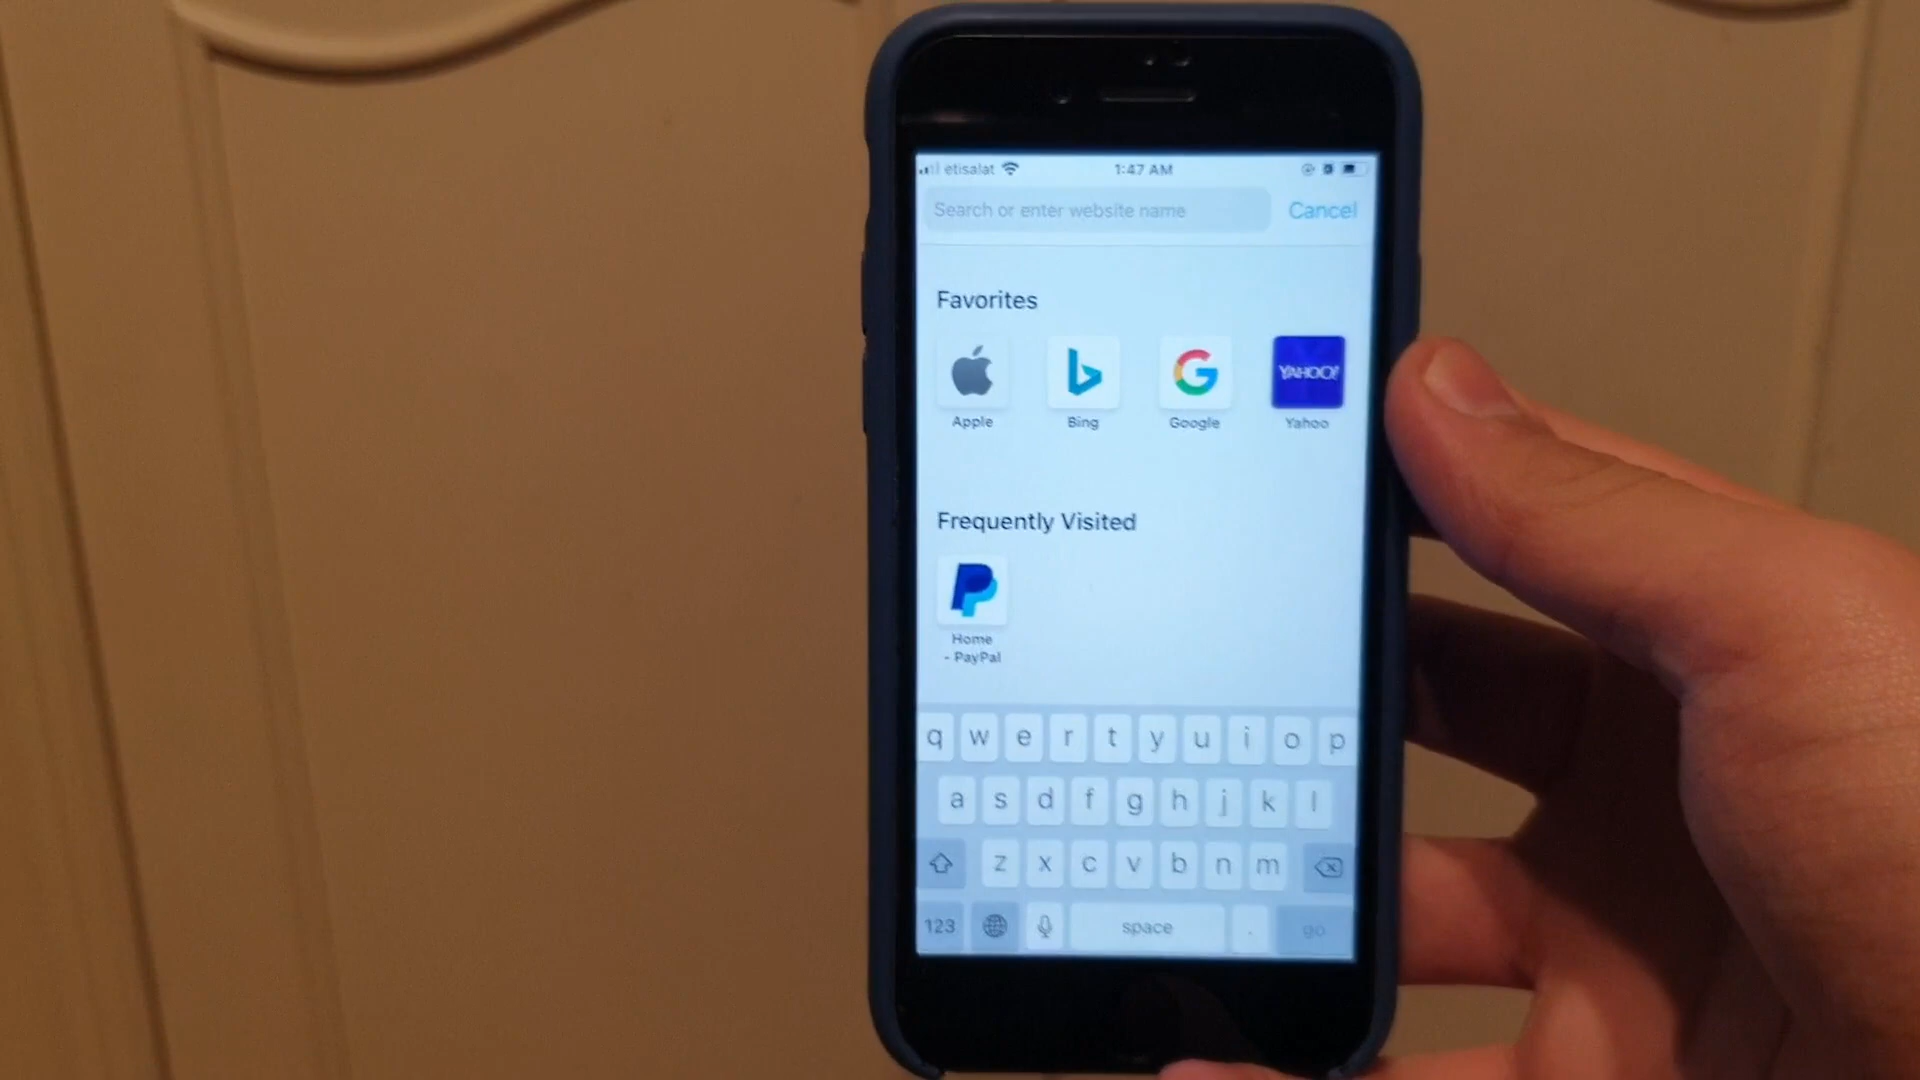 etisalat 1:47 AM
Search or enter website name Cancel
Favorites
YAHOO!
Apple Bing Google Yahoo
Frequently Visited
Home
- PayPal
q w e r t y u i o p
a s d f g h j k l
z x c v b n m
123 space . go